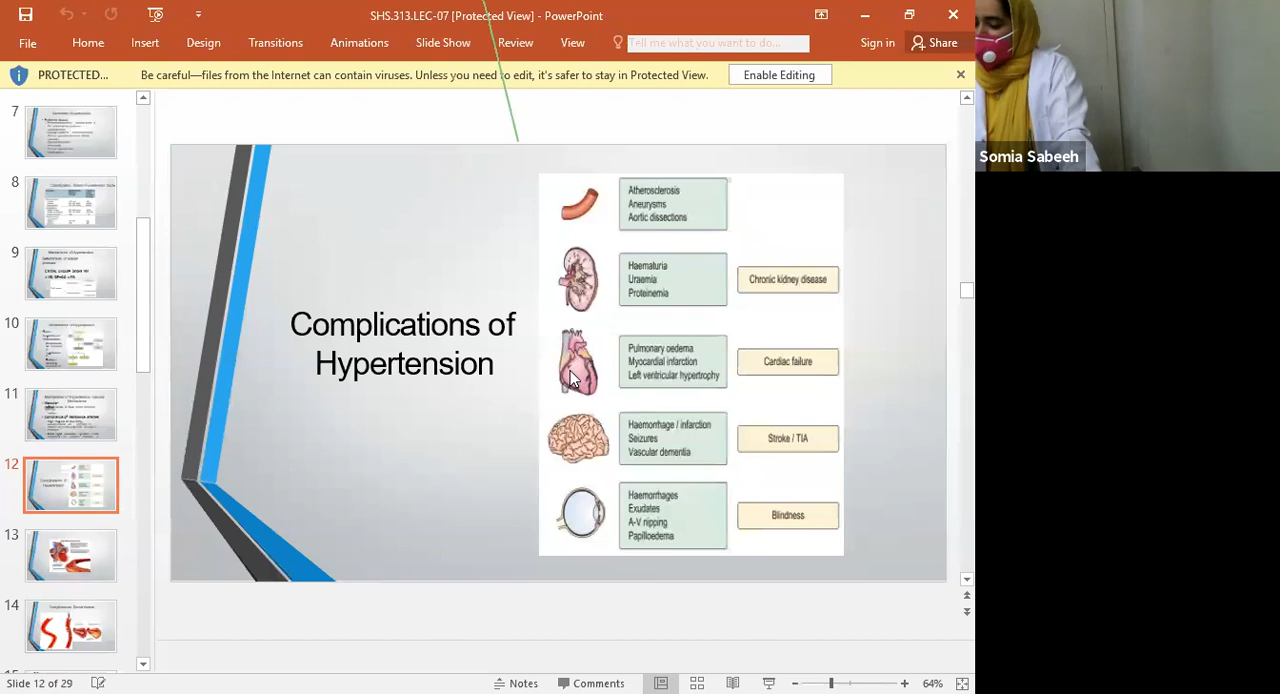 SHS.313.LEC-07 [Protected View] - PowerPoint
File
Home
Insert
Design
Transitions
Animations
Slide Show
Review
View
Tell me what you want to do...
Sign in
Share
PROTECTED...
Be careful—files from the Internet can contain viruses. Unless you need to edit, it's safer to stay in Protected View.
Enable Editing
Somia Sabeeh
7
8
9
10
11
12
13
14
Complications of
Hypertension
Atherosclerosis
Aneurysms
Aortic dissections
Haematuria
Uraemia
Proteinemia
Chronic kidney disease
Pulmonary oedema
Myocardial infarction
Left ventricular hypertrophy
Cardiac failure
Haemorrhage / infarction
Seizures
Vascular dementia
Stroke / TIA
Haemorrhages
Exudates
A-V nipping
Papilloedema
Blindness
Slide 12 of 29
Notes
Comments
64%